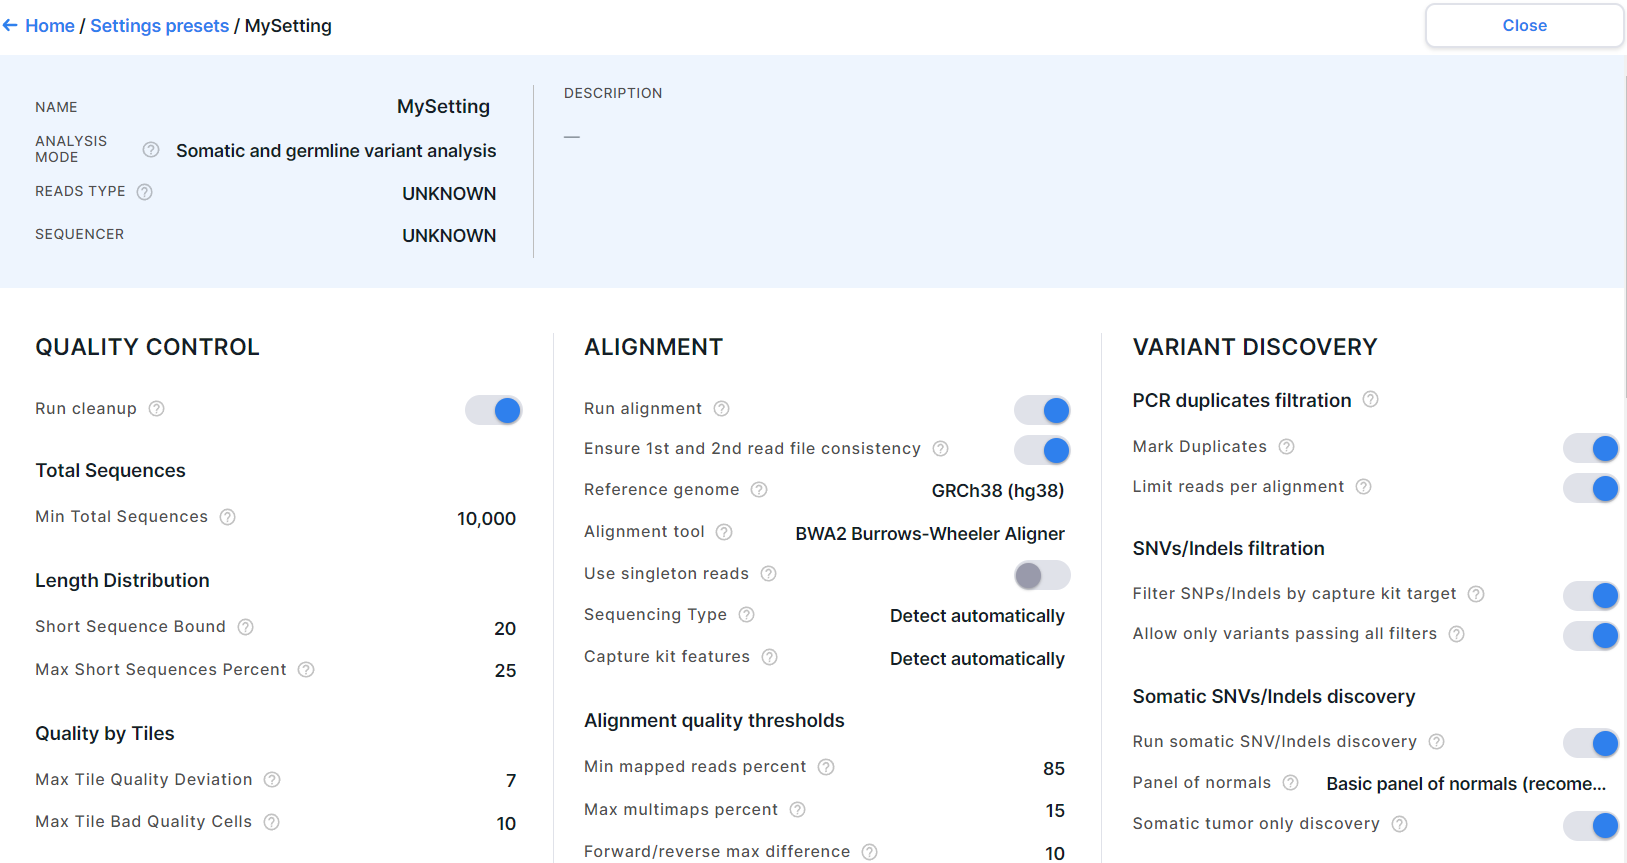 Home / Settings presets / MySetting
Close
NAME
MySetting
ANALYSIS
MODE
Somatic and germline variant analysis
READS TYPE
UNKNOWN
SEQUENCER
UNKNOWN
DESCRIPTION
—
QUALITY CONTROL
Run cleanup
Total Sequences
Min Total Sequences
10,000
Length Distribution
Short Sequence Bound
20
Max Short Sequences Percent
25
Quality by Tiles
Max Tile Quality Deviation
7
Max Tile Bad Quality Cells
10
ALIGNMENT
Run alignment
Ensure 1st and 2nd read file consistency
Reference genome
GRCh38 (hg38)
Alignment tool
BWA2 Burrows-Wheeler Aligner
Use singleton reads
Sequencing Type
Detect automatically
Capture kit features
Detect automatically
Alignment quality thresholds
Min mapped reads percent
85
Max multimaps percent
15
Forward/reverse max difference
10
VARIANT DISCOVERY
PCR duplicates filtration
Mark Duplicates
Limit reads per alignment
SNVs/Indels filtration
Filter SNPs/Indels by capture kit target
Allow only variants passing all filters
Somatic SNVs/Indels discovery
Run somatic SNV/Indels discovery
Panel of normals
Basic panel of normals (recome...
Somatic tumor only discovery